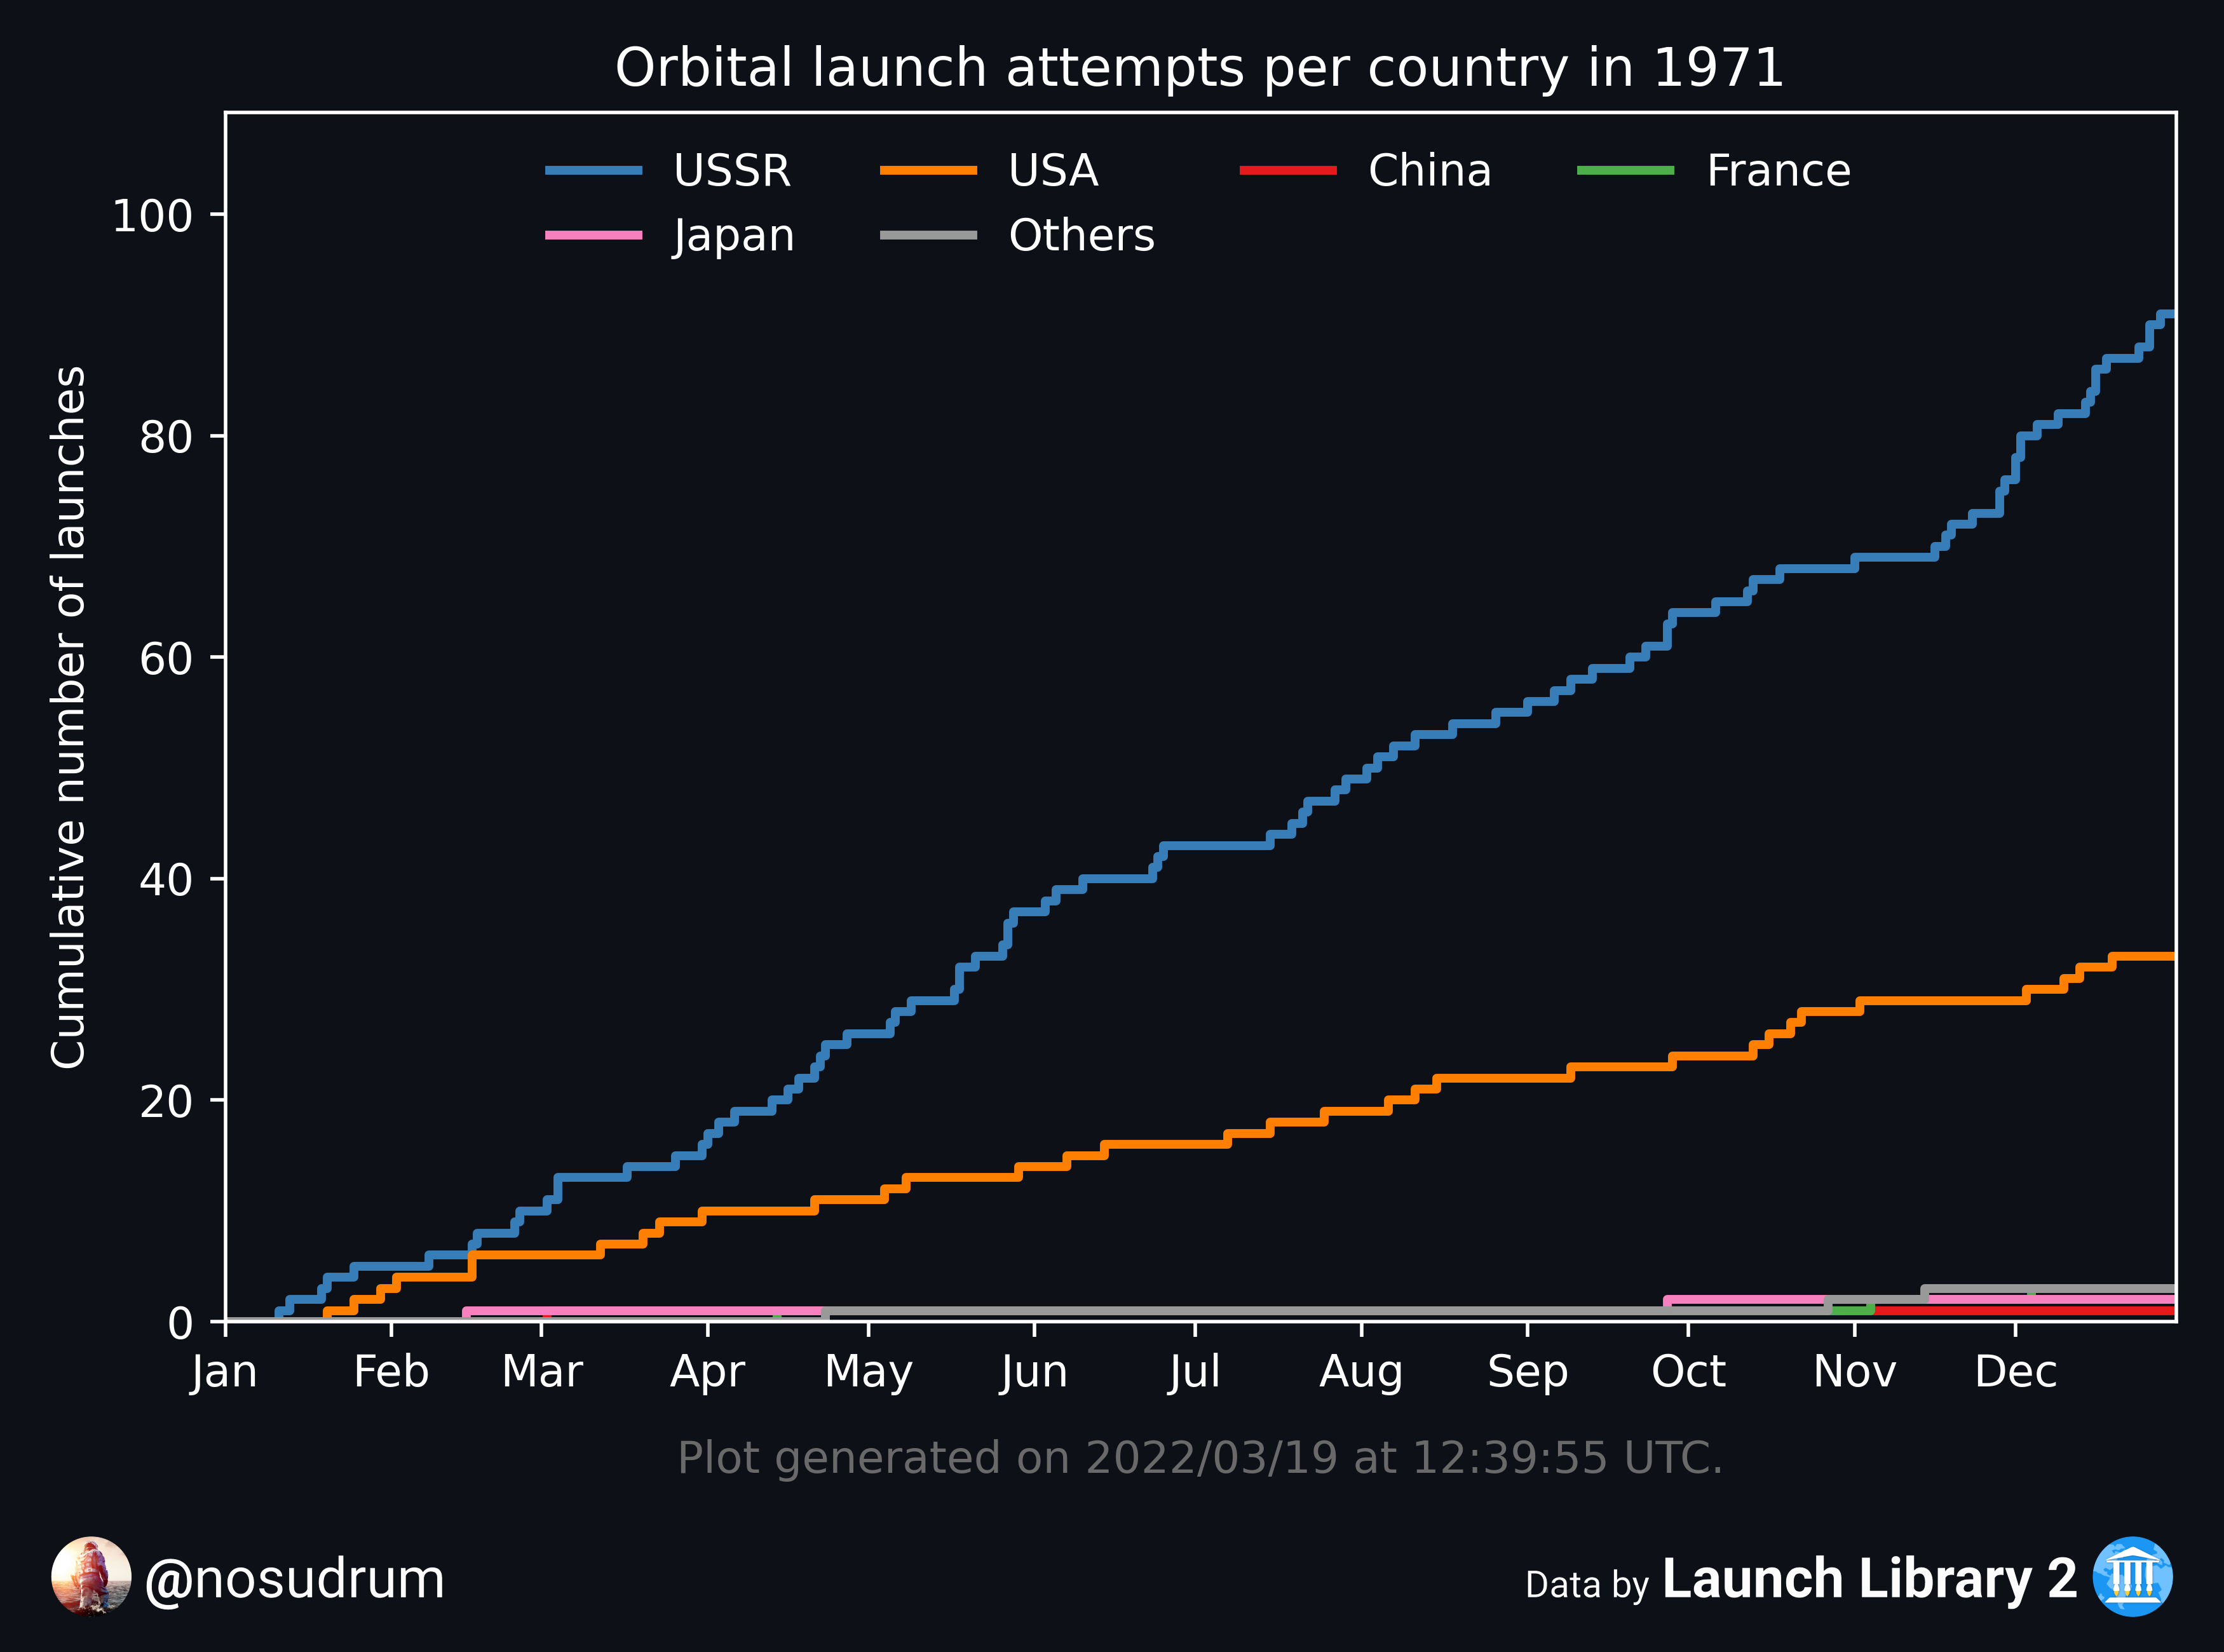 Orbital launch attempts per country in 1971
USSR USA China France
Japan Others
Cumulative number of launches
100
80
60
40
20
0
Jan Feb Mar Apr May Jun Jul Aug Sep Oct Nov Dec
Plot generated on 2022/03/19 at 12:39:55 UTC.
@nosudrum
Data by Launch Library 2